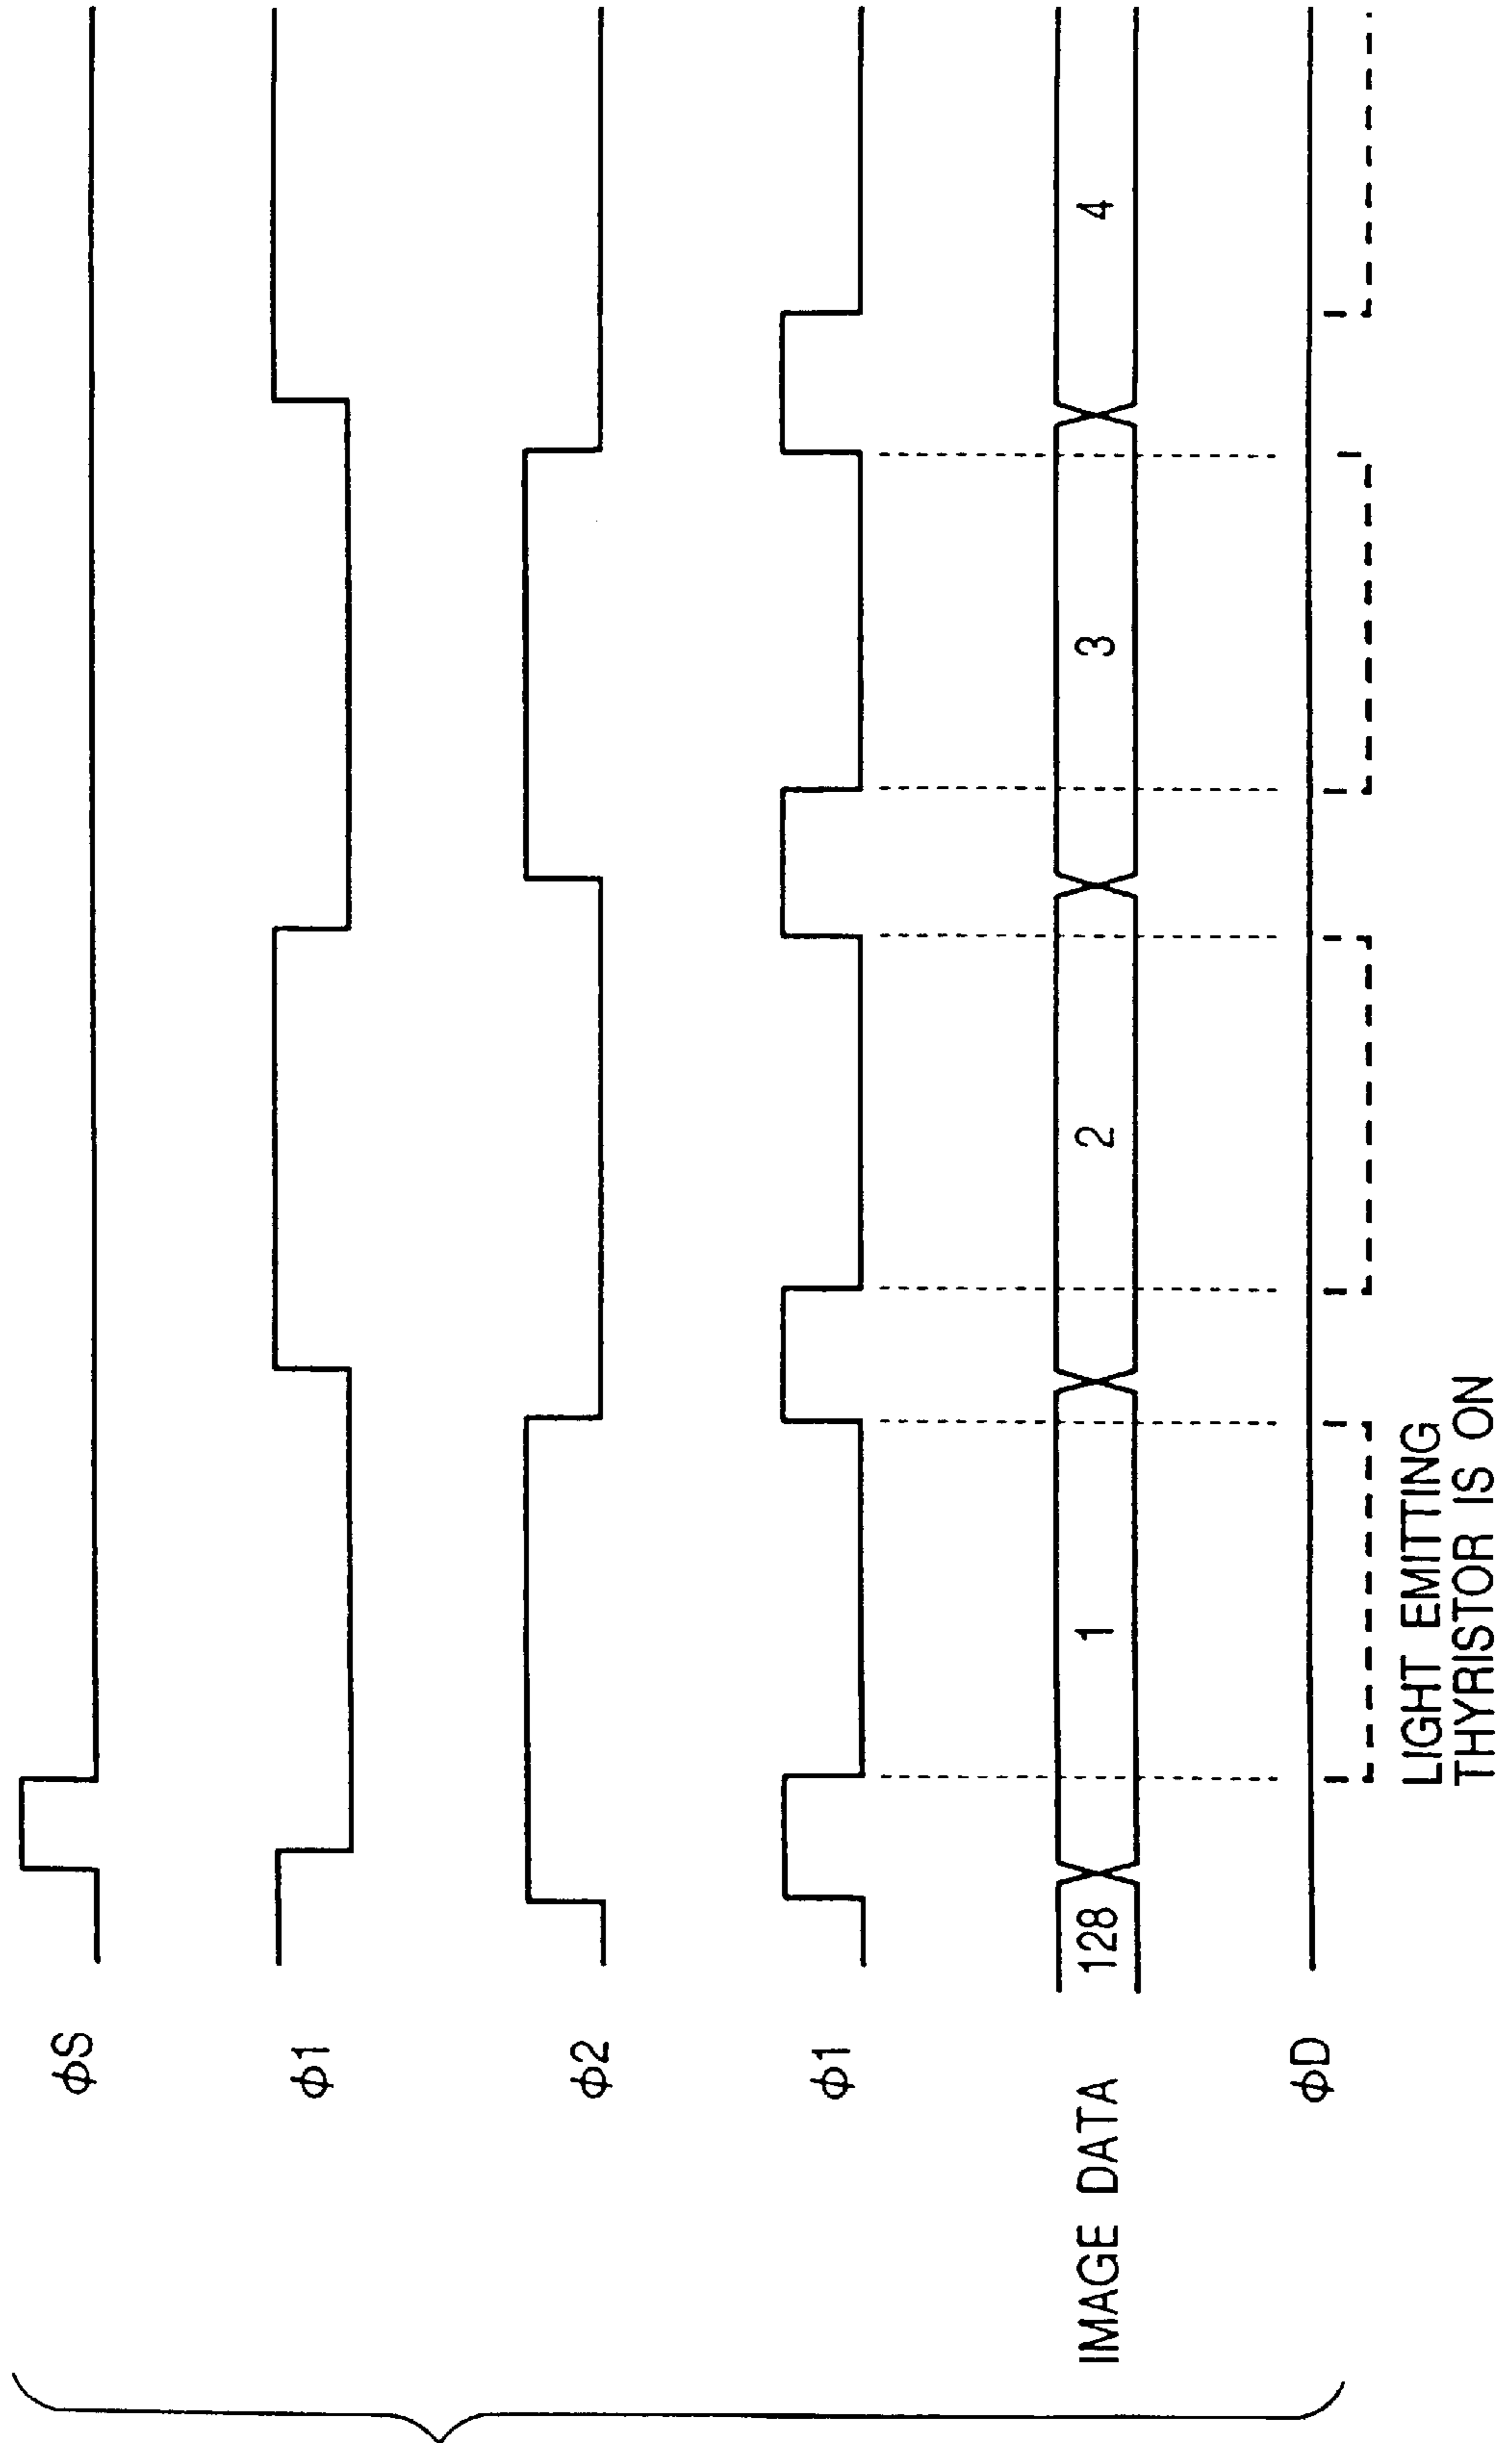 ϕS
ϕ1
ϕ2
ϕ1
IMAGE DATA
128
1
2
3
4
ϕD
LIGHT EMITTING
THYRISTOR IS ON